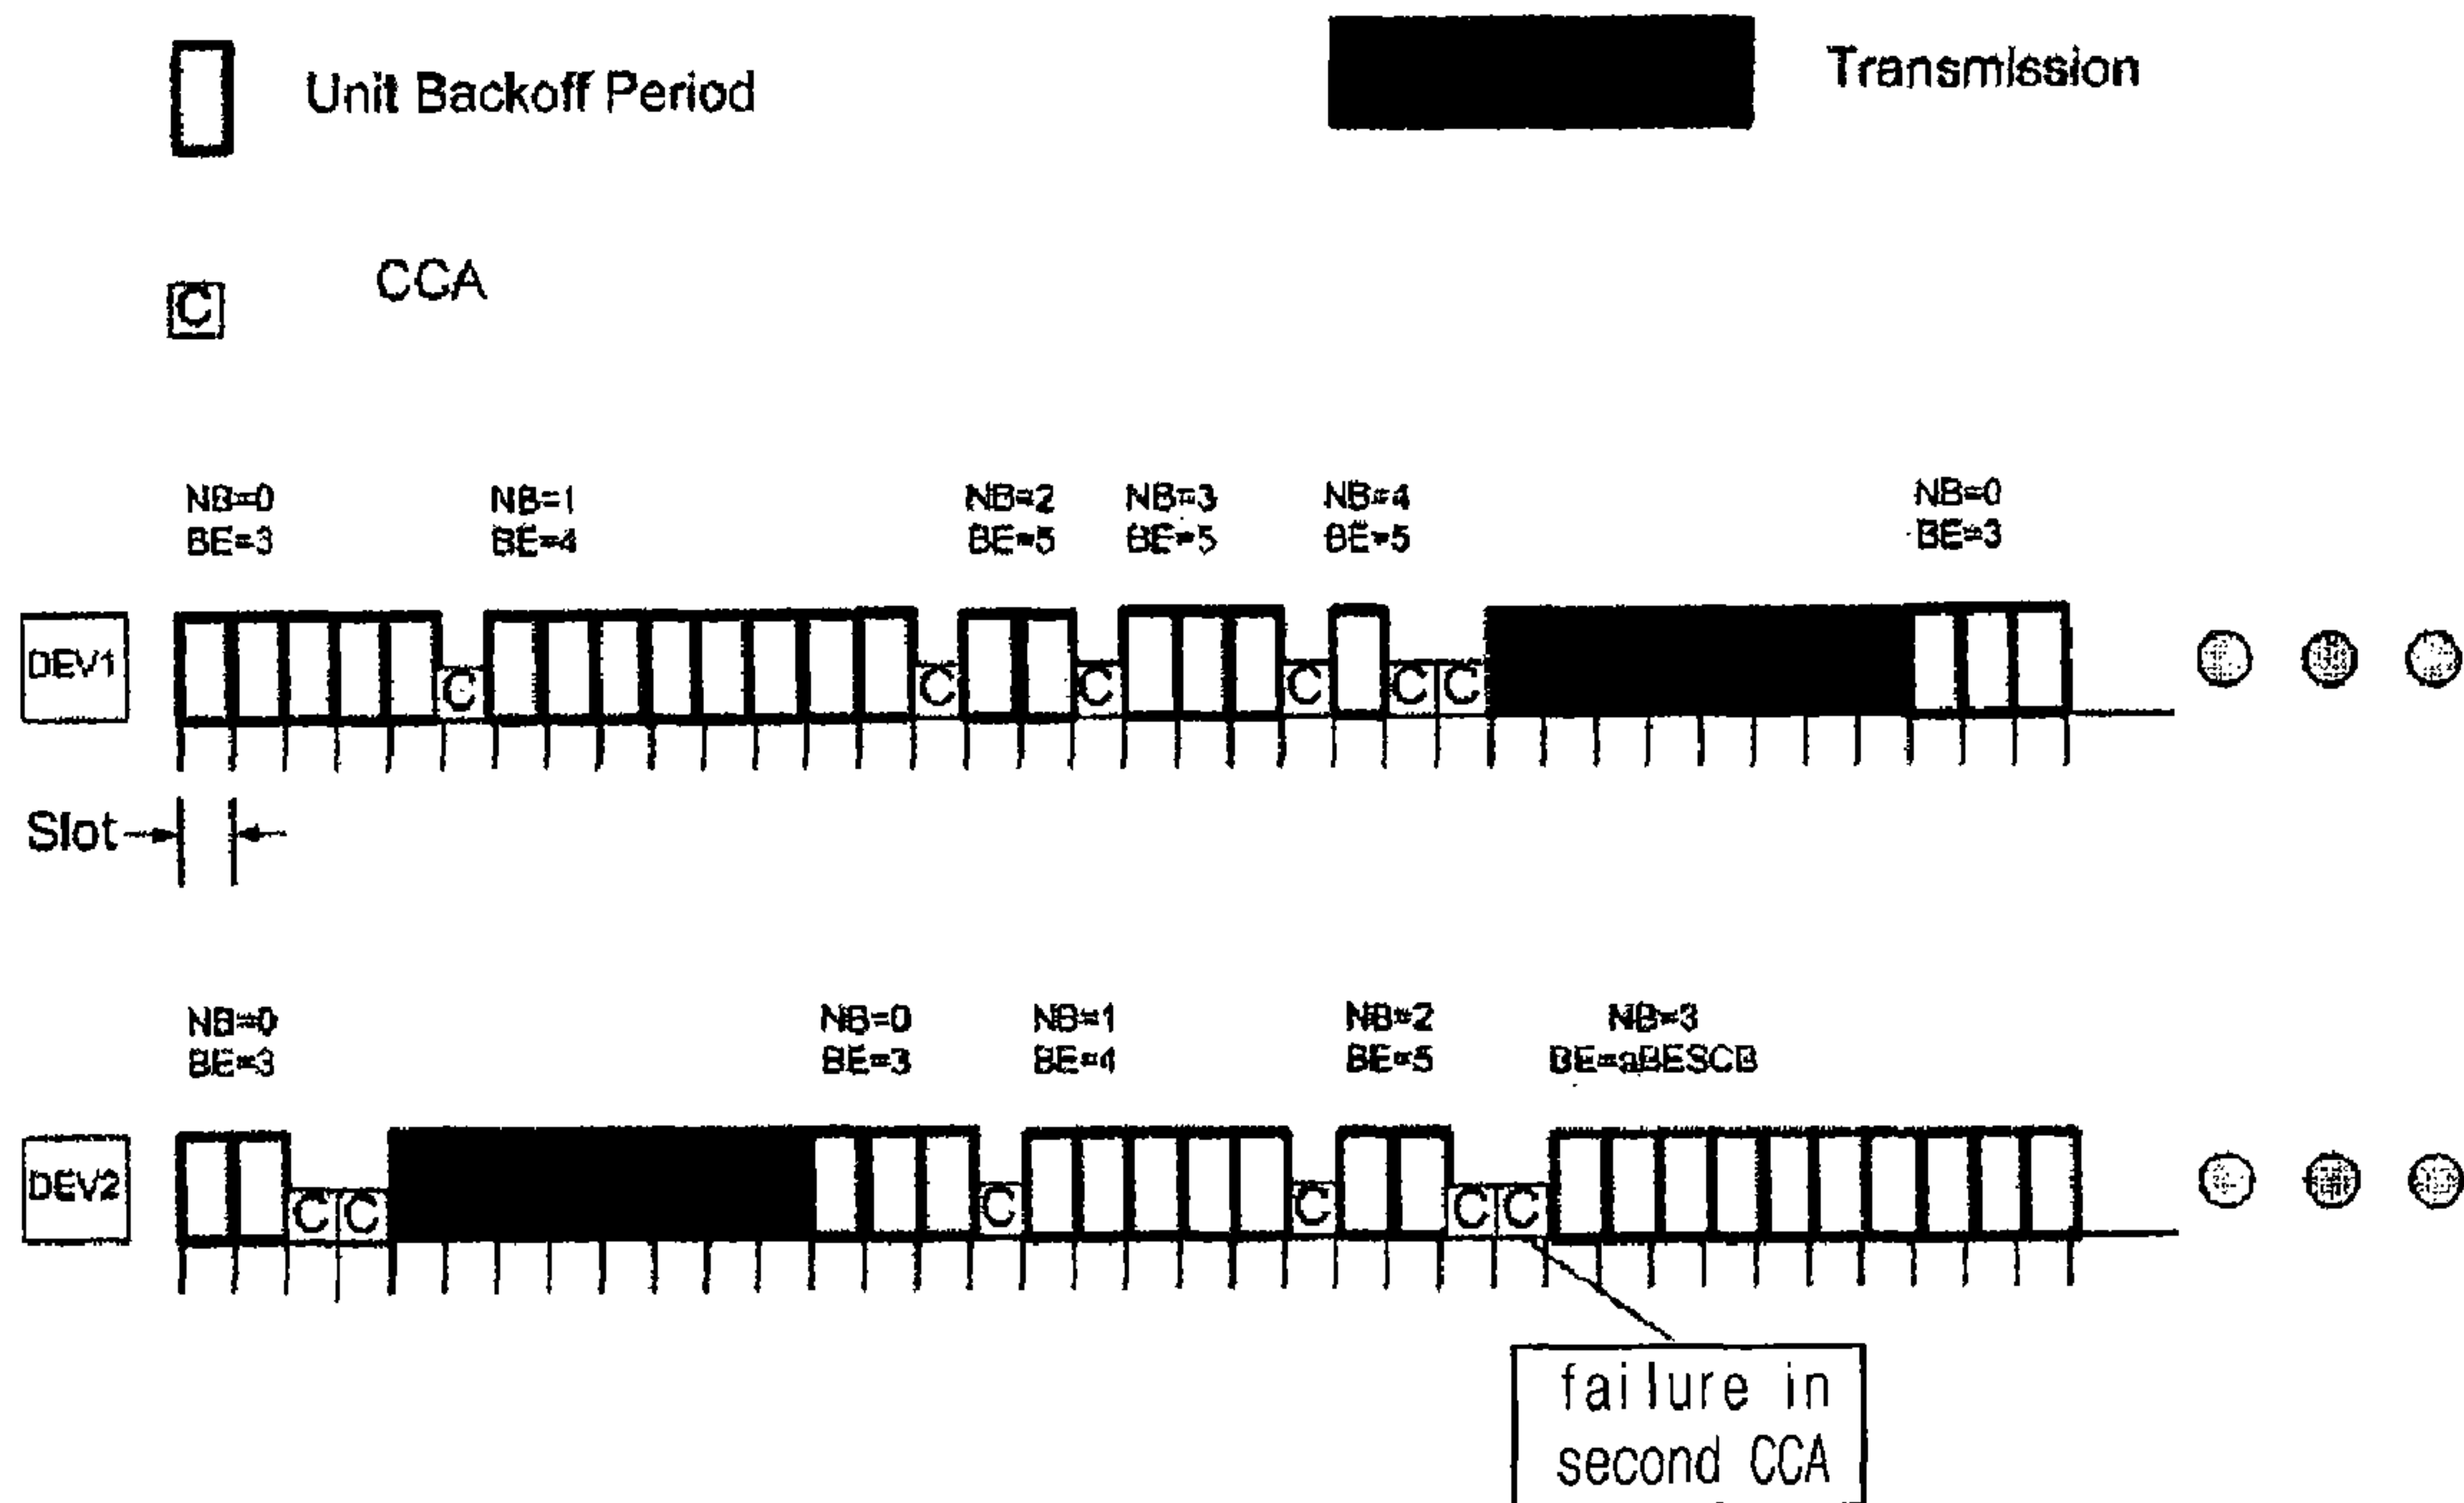 Unit Backoff Period
Transmission
C
CCA
NB=0
BE=3
NB=1
BE=4
NB=2
BE=5
NB=3
BE=5
NB=4
BE=5
NB=0
BE=3
DEV1
C
C
C
C
C C
Slot
NB=0
BE=3
NB=0
BE=3
NB=1
BE=4
NB=2
BE=5
NB=3
BE=aBESCB
DEV2
C C
C
C
C C
failure in
second CCA